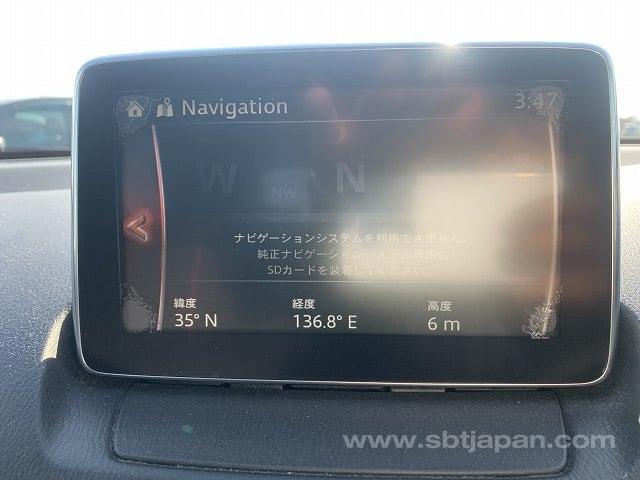 Navigation
3:47
W
NW
N
ナビゲーションシステムを利用できません。
純正ナビゲーションシステム専用の
SDカードを装着してください。
緯度 経度 高度
35° N 136.8° E 6 m
www.sbtjapan.com